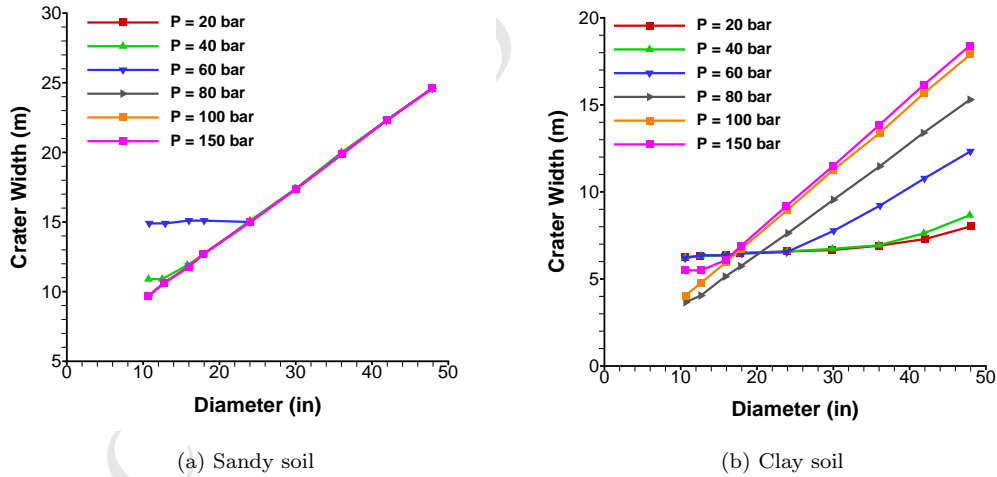 P = 20 bar
P = 40 bar
P = 60 bar
P = 80 bar
P = 100 bar
P = 150 bar
Crater Width (m)
30
25
20
15
10
5
0
10
20
30
40
50
Diameter (in)
(a) Sandy soil
P = 20 bar
P = 40 bar
P = 60 bar
P = 80 bar
P = 100 bar
P = 150 bar
Crater Width (m)
20
15
10
5
0
0
10
20
30
40
50
Diameter (in)
(b) Clay soil